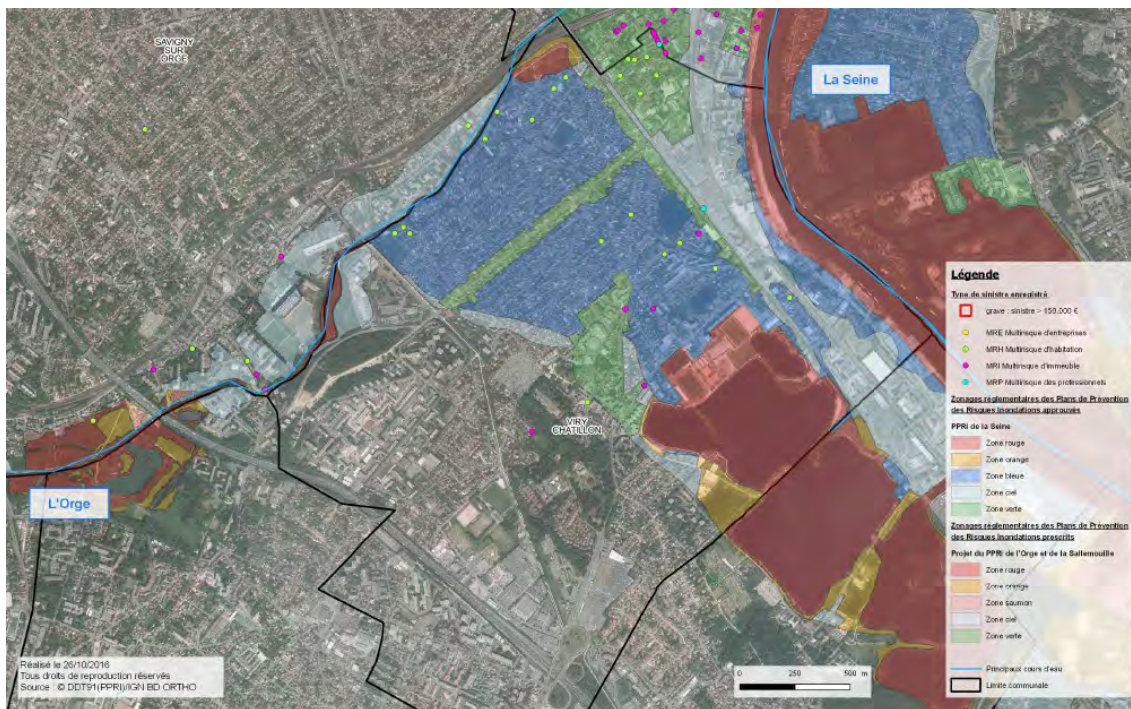 SAVIGNY
SUR
ORGE
La Seine
VIRY
CHATILLON
L'Orge
Légende
Type de sinistre enregistré
grave : sinistre > 100.000 €
MRE Multirisque d'entreprises
MRH Multirisque d'habitation
MRI Multirisque d'immeuble
MRP Multirisque des professionnels
Zonages réglementaires des Plans de Prévention
des Risques Inondations approuvés
PPRI de la Seine
Zone rouge
Zone orange
Zone bleue
Zone ciel
Zone verte
Zonages réglementaires des Plans de Prévention
des Risques Inondations prescrits
Projet du PPRI de l'Orge et de la Sallemouille
Zone rouge
Zone orange
Zone saumon
Zone ciel
Zone verte
Principaux cours d'eau
Limite communale
Réalisé le 26/10/2016
Tous droits de reproduction réservés
Source : © DDT91(PPRI)/IGN BD ORTHO
0 250 500 m